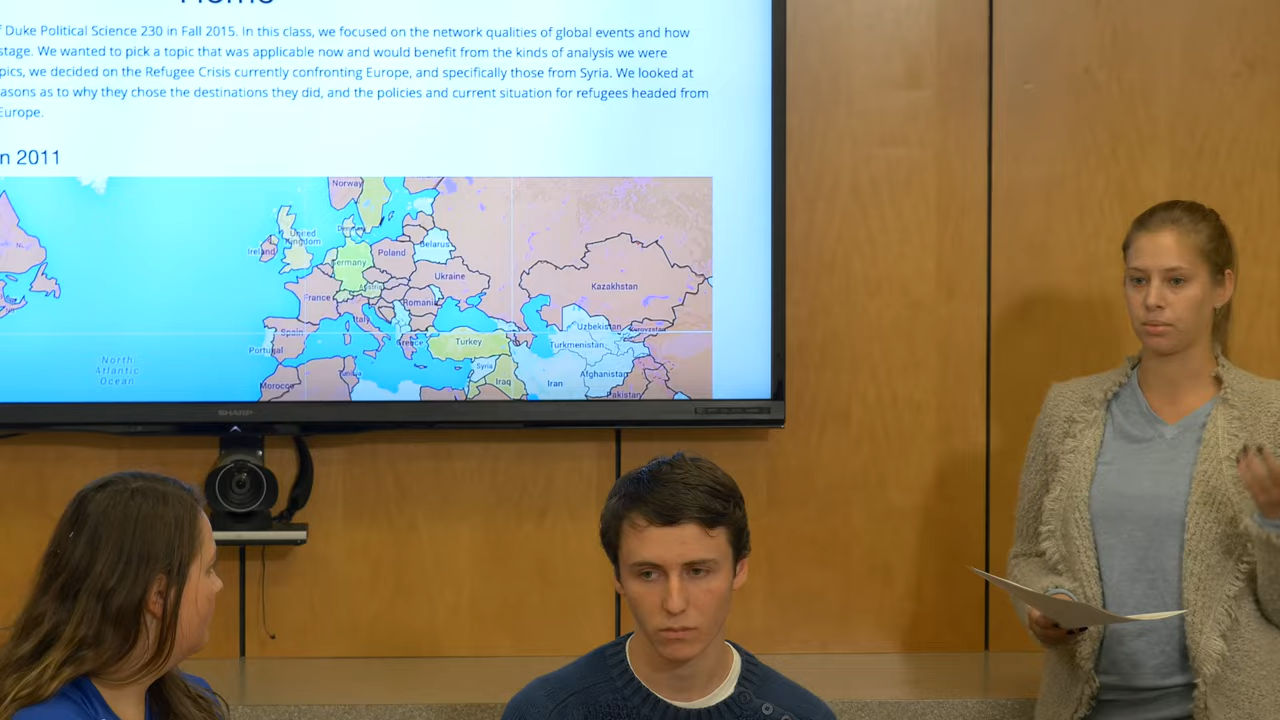 Home
f Duke Political Science 230 in Fall 2015. In this class, we focused on the network qualities of global events and how
stage. We wanted to pick a topic that was applicable now and would benefit from the kinds of analysis we were
pics, we decided on the Refugee Crisis currently confronting Europe, and specifically those from Syria. We looked at
asons as to why they chose the destinations they did, and the policies and current situation for refugees headed from
Europe.
n 2011
Norway
NL
United
Kingdom
Denmark
Ireland
Belarus
Poland
Germany
Ukraine
Austria
Kazakhstan
France
Romania
Italy
Uzbekistan
Kyrgyzstan
Spain
Portugal
Greece
Turkey
Turkmenistan
North
Atlantic
Ocean
Syria
Tunisia
Afghanistan
Morocco
Iraq
Iran
Pakistan
SHARP